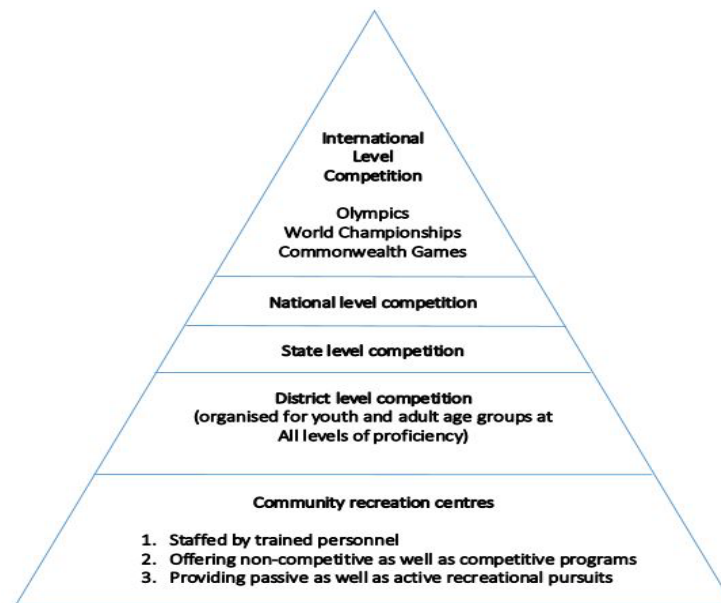 International
Level
Competition
Olympics
World Championships
Commonwealth Games
National level competition
State level competition
District level competition
(organised for youth and adult age groups at
All levels of proficiency)
Community recreation centres
1. Staffed by trained personnel
2. Offering non-competitive as well as competitive programs
3. Providing passive as well as active recreational pursuits